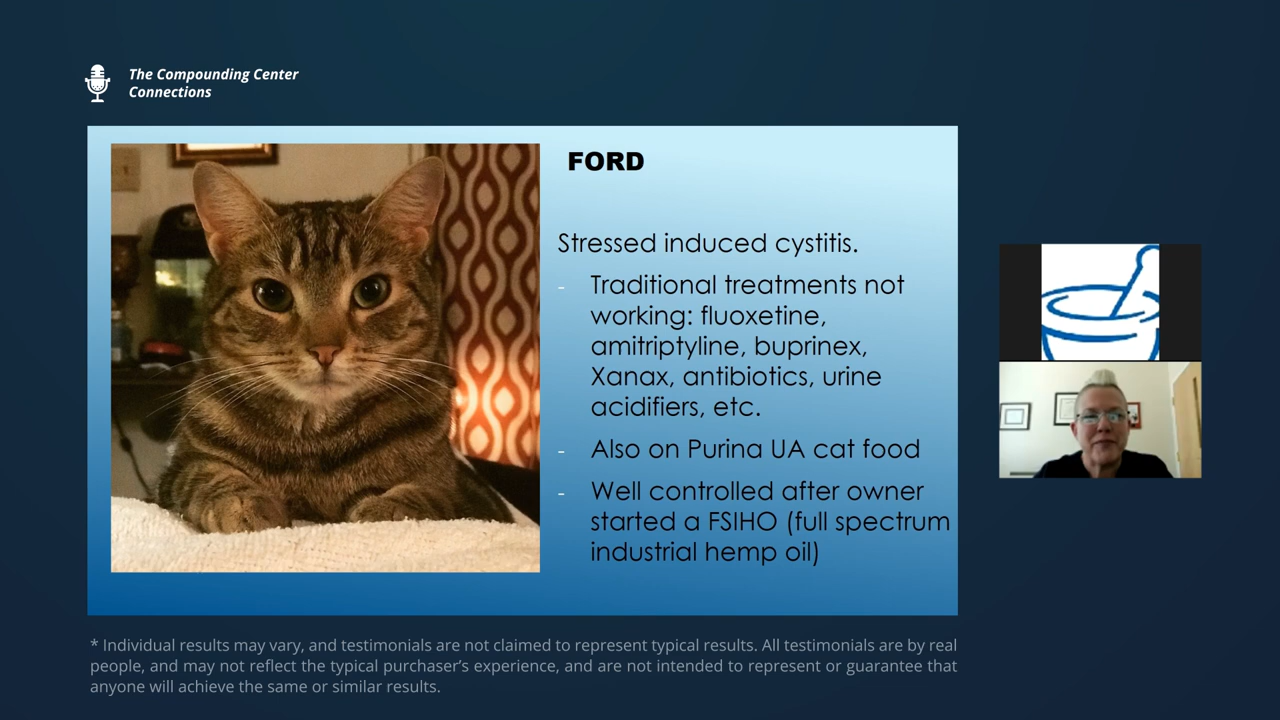 The Compounding Center
Connections
FORD
Stressed induced cystitis.
- Traditional treatments not
working: fluoxetine,
amitriptyline, buprinex,
Xanax, antibiotics, urine
acidifiers, etc.
- Also on Purina UA cat food
- Well controlled after owner
started a FSIHO (full spectrum
industrial hemp oil)
* Individual results may vary, and testimonials are not claimed to represent typical results. All testimonials are by real
people, and may not reflect the typical purchaser's experience, and are not intended to represent or guarantee that
anyone will achieve the same or similar results.